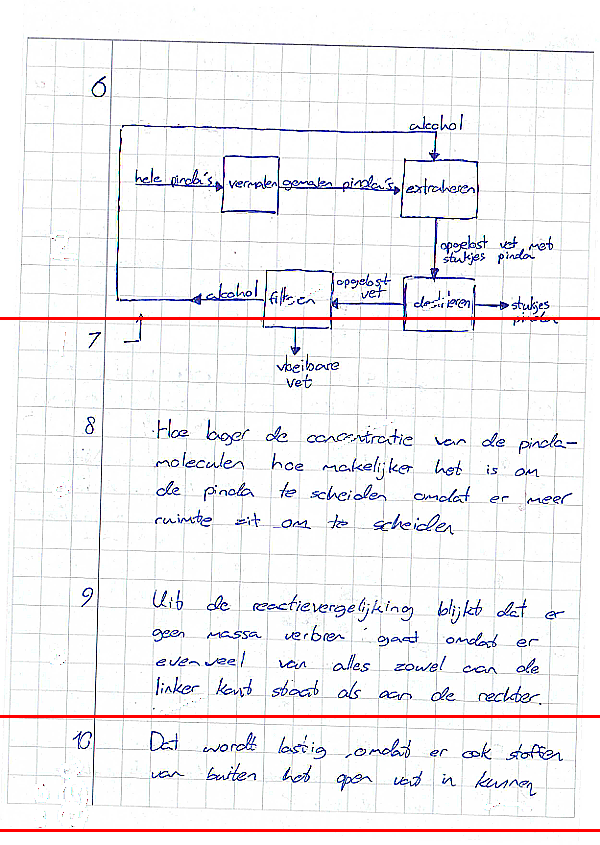 6
alcohol
hele pinda's
vermalen
gemalen pinda's
extraheren
opgelost vet met
stukjes pinda
alcohol
filtren
opgelost
vet
destileren
stukjes
pinda
7
vloeibare
vet
8
Hoe lager de concentratie van de pinda-
moleculen hoe makelijker het is om
de pinda te scheiden omdat er meer
ruimte zit om te scheiden
9
Uit de reactievergelijking blijkt dat er
geen massa verloren gaat omdat er
evenveel van alles zowel aan de
linker kant staat als aan de rechter.
10
Dat wordt lastig omdat er ook stoffen
van buiten het open vat in kunnen